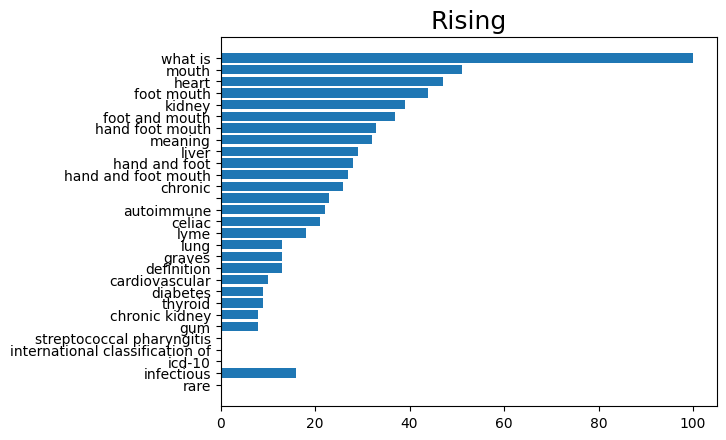 Rising
what is
mouth
heart
foot mouth
kidney
foot and mouth
hand foot mouth
meaning
liver
hand and foot
hand and foot mouth
chronic
autoimmune
celiac
lyme
lung
graves
definition
cardiovascular
diabetes
thyroid
chronic kidney
gum
streptococcal pharyngitis
international classification of
icd-10
infectious
rare
0 20 40 60 80 100